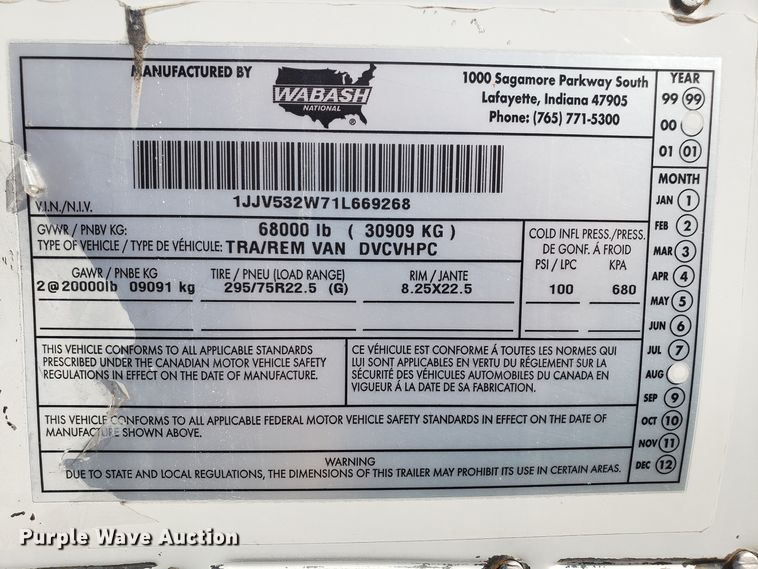 MANUFACTURED BY
WABASH
NATIONAL
®
1000 Sagamore Parkway South
Lafayette, Indiana 47905
Phone: (765) 771-5300
YEAR
99 99
00
01 01
1JJV532W71L669268
V.I.N./N.I.V.
GVWR / PNBV KG: 68000 lb ( 30909 KG )
TYPE OF VEHICLE / TYPE DE VÉHICULE: TRA/REM VAN DVCVHPC
COLD INFL PRESS./PRESS.
DE GONF. Á FROID
PSI / LPC KPA
GAWR / PNBE KG TIRE / PNEU (LOAD RANGE) RIM / JANTE
2@20000lb 09091 kg 295/75R22.5 (G) 8.25X22.5 100 680
MONTH
JAN 1
FEB 2
MAR 3
APR 4
MAY 5
JUN 6
JUL 7
AUG
SEP 9
OCT 10
NOV 11
DEC 12
THIS VEHICLE CONFORMS TO ALL APPLICABLE STANDARDS
PRESCRIBED UNDER THE CANADIAN MOTOR VEHICLE SAFETY
REGULATIONS IN EFFECT ON THE DATE OF MANUFACTURE.
CE VÉHICULE EST CONFORME Á TOUTES LES NORMES QUI
LUI SONT APPLICABLES EN VERTU DU RÉGLEMENT SUR LA
SÉCURITÉ DES VÉHICULES AUTOMOBILES DU CANADA EN
VIGUEUR Á LA DATE DE SA FABRICATION.
THIS VEHICLE CONFORMS TO ALL APPLICABLE FEDERAL MOTOR VEHICLE SAFETY STANDARDS IN EFFECT ON THE DATE OF
MANUFACTURE SHOWN ABOVE.
WARNING
DUE TO STATE AND LOCAL REGULATIONS, THE DIMENSIONS OF THIS TRAILER MAY PROHIBIT ITS USE IN CERTAIN AREAS.
Purple Wave Auction